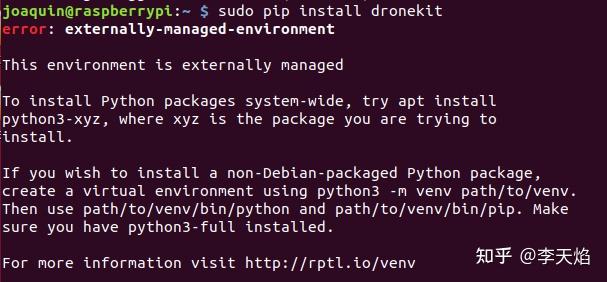 joaquin@raspberrypi:~ $ sudo pip install dronekit
error: externally-managed-environment
This environment is externally managed
To install Python packages system-wide, try apt install
python3-xyz, where xyz is the package you are trying to
install.
If you wish to install a non-Debian-packaged Python package,
create a virtual environment using python3 -m venv path/to/venv.
Then use path/to/venv/bin/python and path/to/venv/bin/pip. Make
sure you have python3-full installed.
For more information visit http://rptl.io/venv
知乎 @李天焰